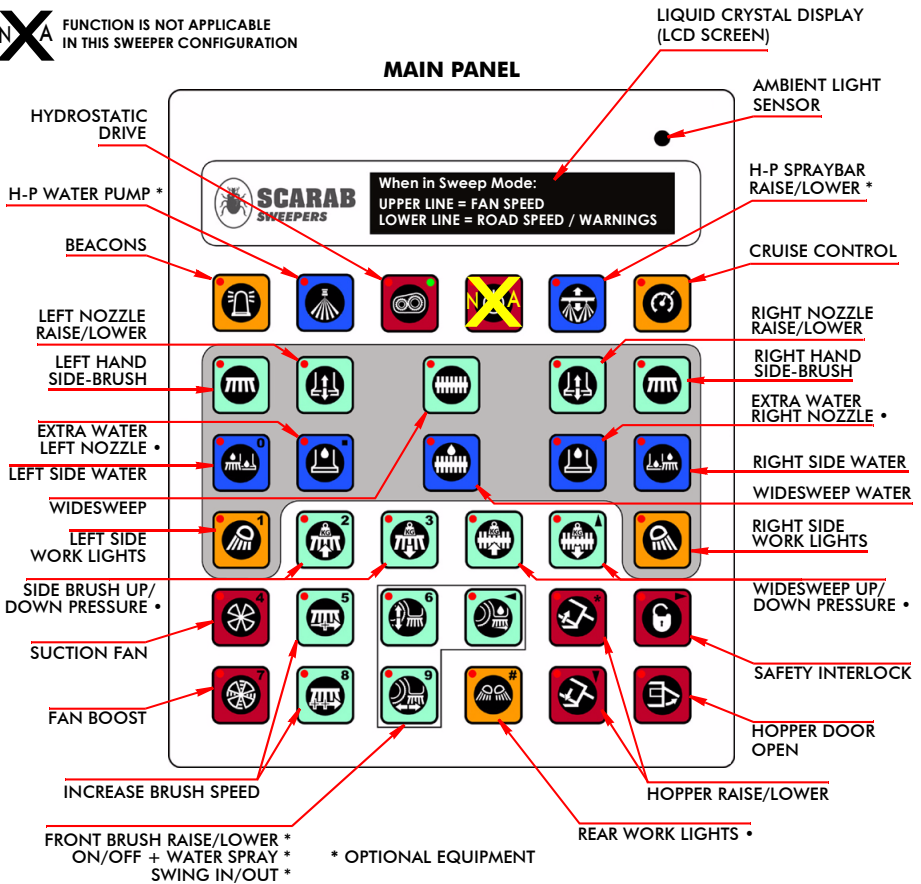 N A FUNCTION IS NOT APPLICABLE
IN THIS SWEEPER CONFIGURATION
LIQUID CRYSTAL DISPLAY
(LCD SCREEN)
MAIN PANEL
AMBIENT LIGHT
SENSOR
HYDROSTATIC
DRIVE
H-P WATER PUMP *
H-P SPRAYBAR
RAISE/LOWER *
SCARAB
SWEEPERS
When in Sweep Mode:
UPPER LINE = FAN SPEED
LOWER LINE = ROAD SPEED / WARNINGS
BEACONS
CRUISE CONTROL
N A
LEFT NOZZLE
RAISE/LOWER
RIGHT NOZZLE
RAISE/LOWER
LEFT HAND
SIDE-BRUSH
RIGHT HAND
SIDE-BRUSH
EXTRA WATER
LEFT NOZZLE •
EXTRA WATER
RIGHT NOZZLE •
0
LEFT SIDE WATER
RIGHT SIDE WATER
WIDESWEEP
WIDESWEEP WATER
LEFT SIDE
WORK LIGHTS
RIGHT SIDE
WORK LIGHTS
1 2 3
KG KG KG KG
SIDE BRUSH UP/
DOWN PRESSURE •
WIDESWEEP UP/
DOWN PRESSURE •
4 5 6 *
SUCTION FAN
SAFETY INTERLOCK
7 8 9 #
FAN BOOST
HOPPER DOOR
OPEN
INCREASE BRUSH SPEED
HOPPER RAISE/LOWER
REAR WORK LIGHTS •
FRONT BRUSH RAISE/LOWER *
ON/OFF + WATER SPRAY *
SWING IN/OUT *
* OPTIONAL EQUIPMENT